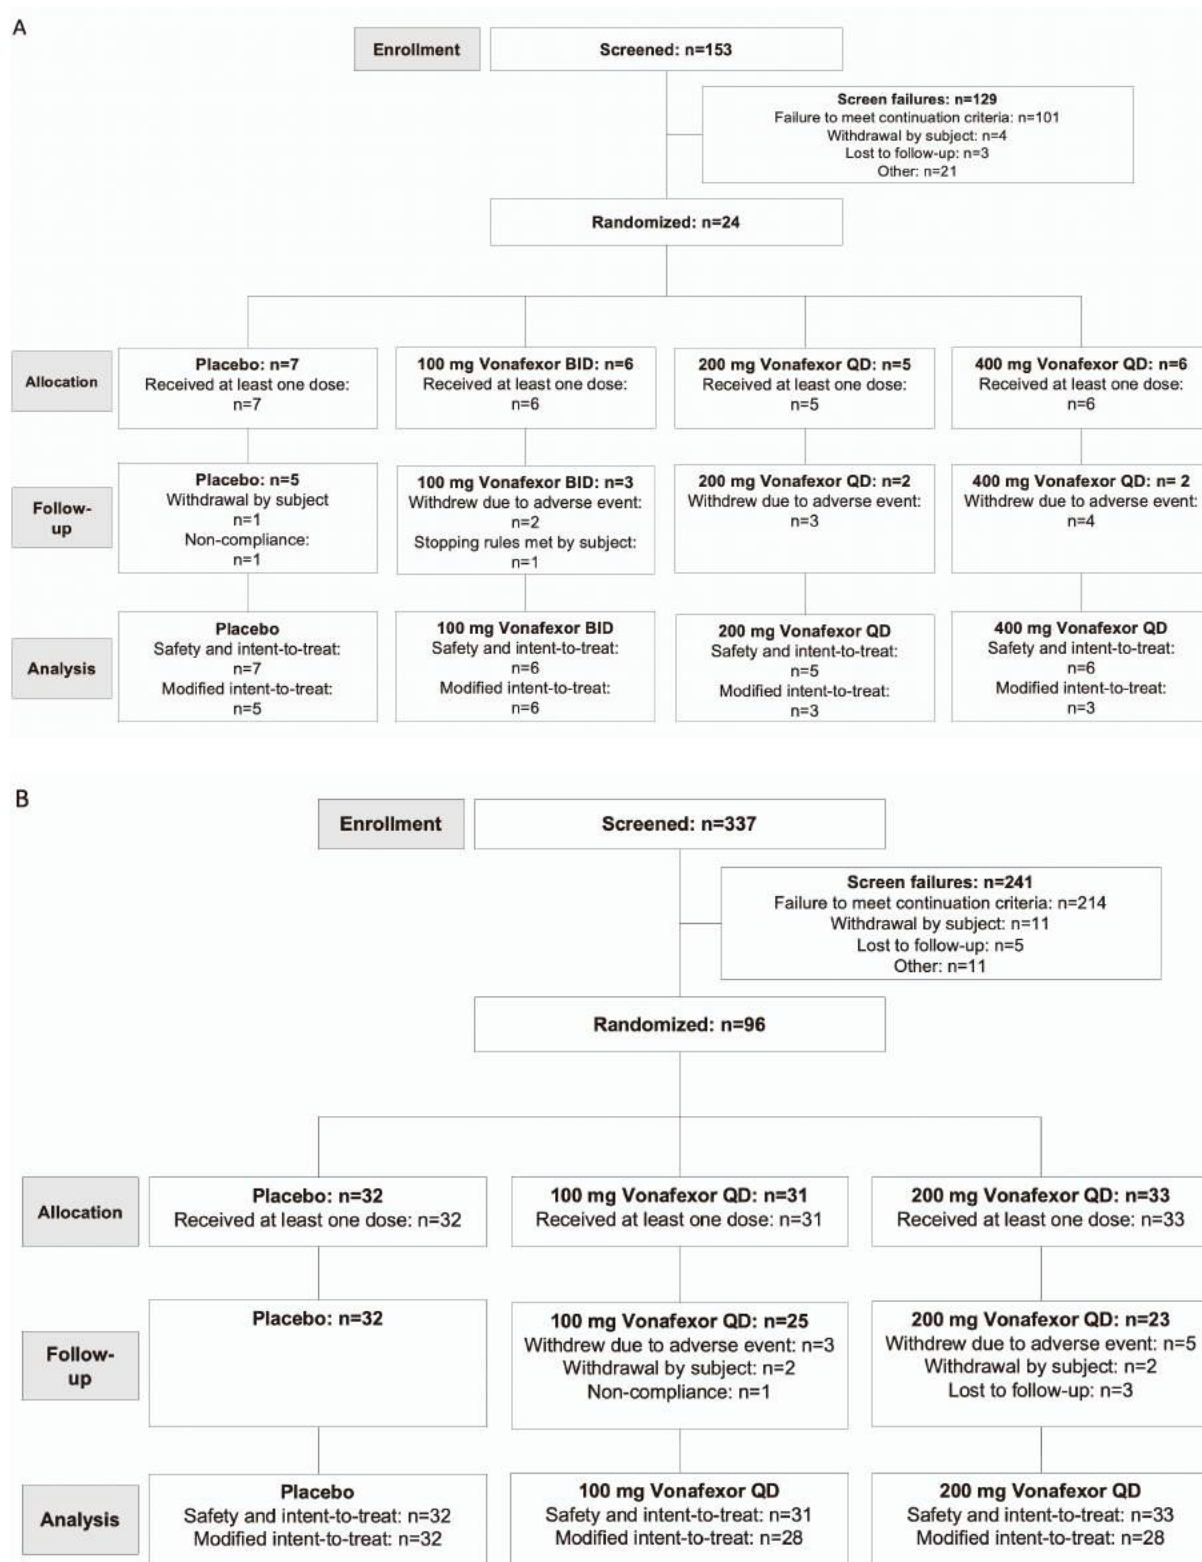 A
Enrollment
Screened: n=153
Screen failures: n=129
Failure to meet continuation criteria: n=101
Withdrawal by subject: n=4
Lost to follow-up: n=3
Other: n=21
Randomized: n=24
Allocation
Placebo: n=7
Received at least one dose:
n=7
100 mg Vonafexor BID: n=6
Received at least one dose:
n=6
200 mg Vonafexor QD: n=5
Received at least one dose:
n=5
400 mg Vonafexor QD: n=6
Received at least one dose:
n=6
Follow-
up
Placebo: n=5
Withdrawal by subject
n=1
Non-compliance:
n=1
100 mg Vonafexor BID: n=3
Withdrew due to adverse event:
n=2
Stopping rules met by subject:
n=1
200 mg Vonafexor QD: n=2
Withdrew due to adverse event:
n=3
400 mg Vonafexor QD: n= 2
Withdrew due to adverse event:
n=4
Analysis
Placebo
Safety and intent-to-treat:
n=7
Modified intent-to-treat:
n=5
100 mg Vonafexor BID
Safety and intent-to-treat:
n=6
Modified intent-to-treat:
n=6
200 mg Vonafexor QD
Safety and intent-to-treat:
n=5
Modified intent-to-treat:
n=3
400 mg Vonafexor QD
Safety and intent-to-treat:
n=6
Modified intent-to-treat:
n=3
B
Enrollment
Screened: n=337
Screen failures: n=241
Failure to meet continuation criteria: n=214
Withdrawal by subject: n=11
Lost to follow-up: n=5
Other: n=11
Randomized: n=96
Allocation
Placebo: n=32
Received at least one dose: n=32
100 mg Vonafexor QD: n=31
Received at least one dose: n=31
200 mg Vonafexor QD: n=33
Received at least one dose: n=33
Follow-
up
Placebo: n=32
100 mg Vonafexor QD: n=25
Withdrew due to adverse event: n=3
Withdrawal by subject: n=2
Non-compliance: n=1
200 mg Vonafexor QD: n=23
Withdrew due to adverse event: n=5
Withdrawal by subject: n=2
Lost to follow-up: n=3
Analysis
Placebo
Safety and intent-to-treat: n=32
Modified intent-to-treat: n=32
100 mg Vonafexor QD
Safety and intent-to-treat: n=31
Modified intent-to-treat: n=28
200 mg Vonafexor QD
Safety and intent-to-treat: n=33
Modified intent-to-treat: n=28